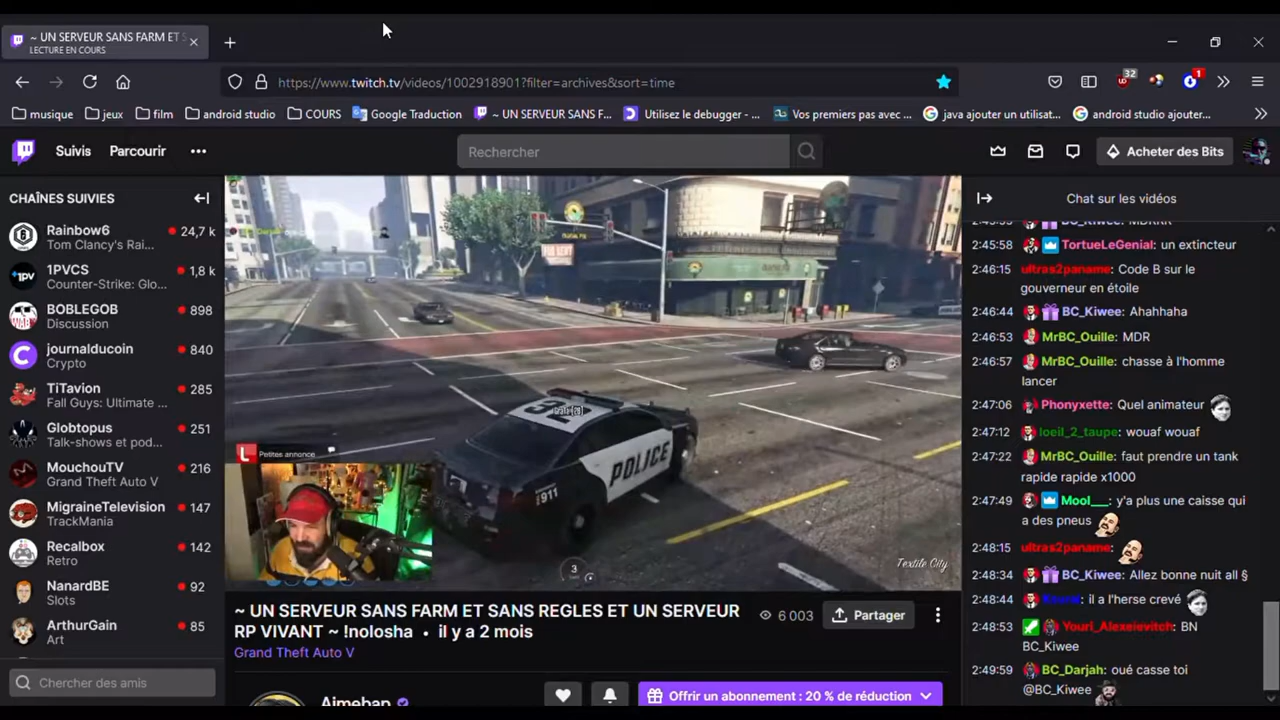 ~ UN SERVEUR SANS FARM ET S
LECTURE EN COURS
https://www.twitch.tv/videos/1002918901?filter=archives&sort=time
32
1
musique
jeux
film
android studio
COURS
Google Traduction
~ UN SERVEUR SANS F...
Utilisez le debugger - ...
Vos premiers pas avec ...
java ajouter un utilisat...
android studio ajouter...
Suivis
Parcourir
Rechercher
Acheter des Bits
CHAÎNES SUIVIES
Rainbow6
24,7 k
Tom Clancy's Rai...
1PVCS
1,8 k
Counter-Strike: Glo...
BOBLEGOB
898
Discussion
journalducoin
840
Crypto
TiTavion
285
Fall Guys: Ultimate ...
Globtopus
251
Talk-shows et pod...
MouchouTV
216
Grand Theft Auto V
MigraineTelevision
147
TrackMania
Recalbox
142
Retro
NanardBE
92
Slots
ArthurGain
85
Art
Chercher des amis
32
POLICE
911
Petites annonce
3
Textile City
~ UN SERVEUR SANS FARM ET SANS REGLES ET UN SERVEUR
RP VIVANT ~ !nolosha • il y a 2 mois
Grand Theft Auto V
6 003
Partager
Aimeban
Offrir un abonnement : 20 % de réduction
Chat sur les vidéos
2:45:58 TortueLeGenial: un extincteur
2:46:15 ultras2paname: Code B sur le
gouverneur en étoile
2:46:44 BC_Kiwee: Ahahhaha
2:46:53 MrBC_Ouille: MDR
2:46:57 MrBC_Ouille: chasse à l'homme
lancer
2:47:06 Phonyxette: Quel animateur
2:47:12 loeil_2_taupe: wouaf wouaf
2:47:22 MrBC_Ouille: faut prendre un tank
rapide rapide x1000
2:47:49 Mool___: y'a plus une caisse qui
a des pneus
2:48:15 ultras2paname:
2:48:34 BC_Kiwee: Allez bonne nuit all §
2:48:44 il a l'herse crevé
2:48:53 Youri_Alexeievitch: BN
BC_Kiwee
2:49:59 BC_Darjah: oué casse toi
@BC_Kiwee